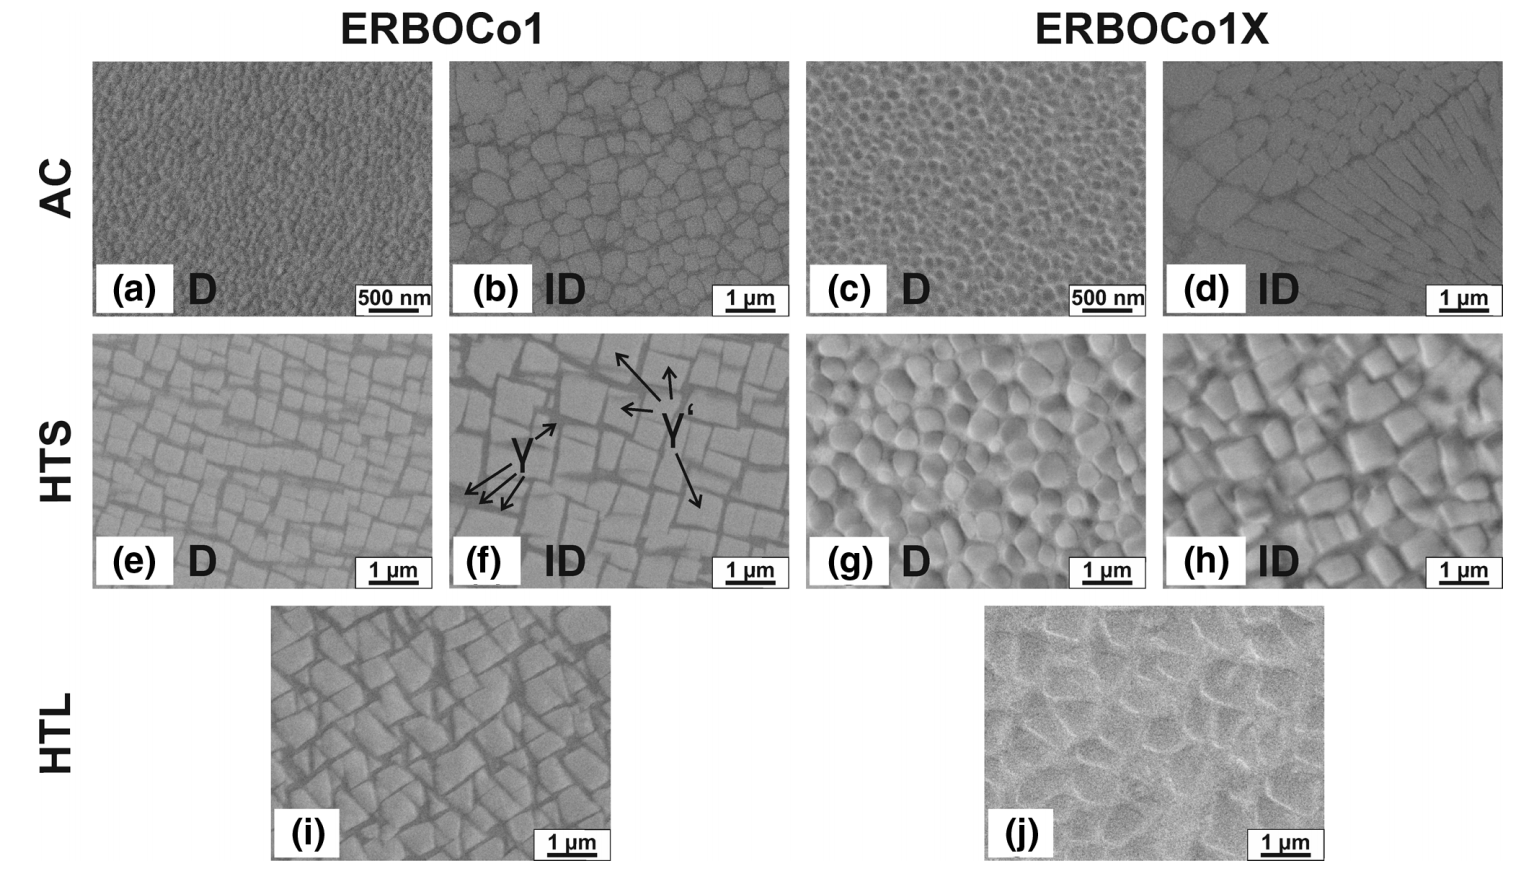 ERBOCo1 ERBOCo1X
AC
(a) D 500 nm (b) ID 1 µm (c) D 500 nm (d) ID 1 µm
HTS
γ γ‘
(e) D 1 µm (f) ID 1 µm (g) D 1 µm (h) ID 1 µm
HTL
(i) 1 µm (j) 1 µm